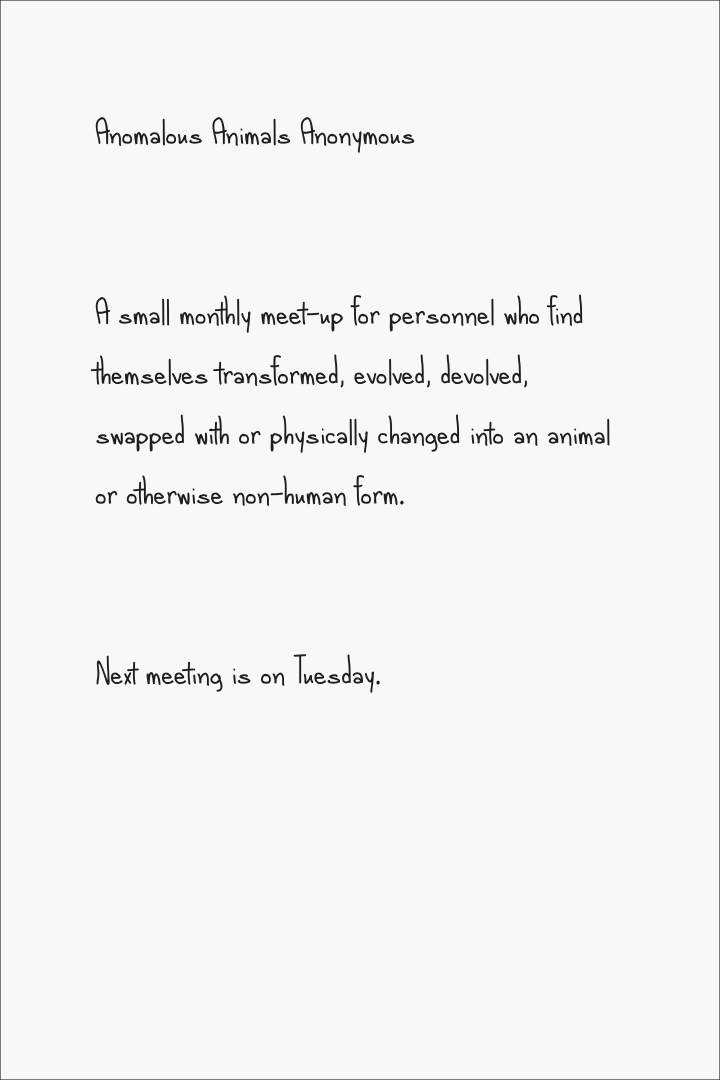 Anomalous Animals Anonymous
A small monthly meet-up for personnel who find
themselves transformed, evolved, devolved,
swapped with or physically changed into an animal
or otherwise non-human form.
Next meeting is on Tuesday.